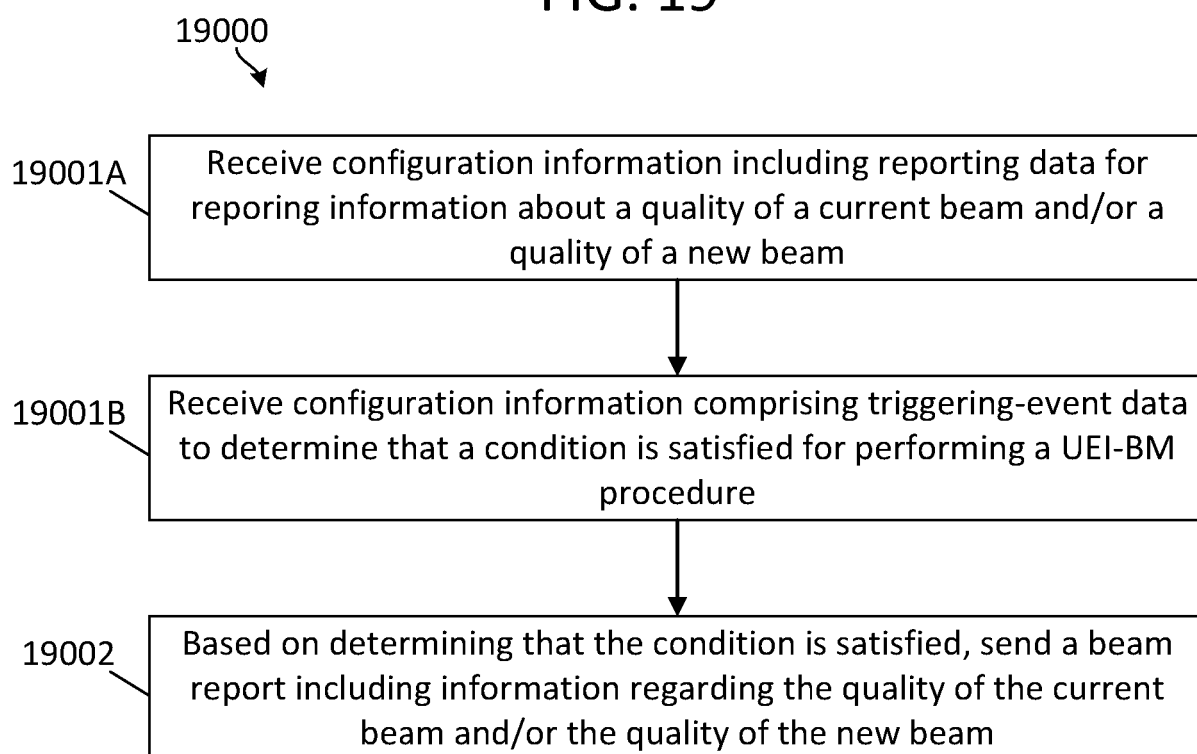 FIG. 19
19000
19001A
Receive configuration information including reporting data for
reporing information about a quality of a current beam and/or a
quality of a new beam
19001B
Receive configuration information comprising triggering-event data
to determine that a condition is satisfied for performing a UEI-BM
procedure
19002
Based on determining that the condition is satisfied, send a beam
report including information regarding the quality of the current
beam and/or the quality of the new beam